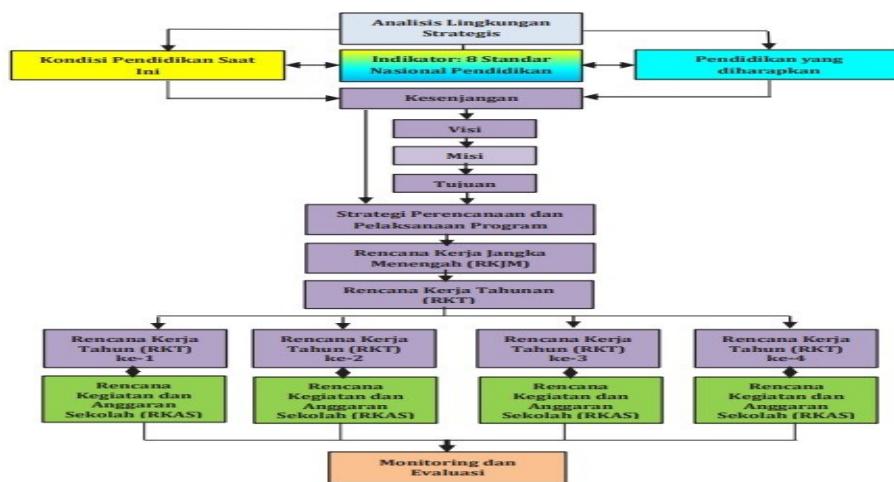 Analisis Lingkungan
Strategis
Kondisi Pendidikan Saat
Ini
Indikator: 8 Standar
Nasional Pendidikan
Pendidikan yang
diharapkan
Kesenjangan
Visi
Misi
Tujuan
Strategi Perencanaan dan
Pelaksanaan Program
Rencana Kerja Jangka
Menengah (RKJM)
Rencana Kerja Tahunan
(RKT)
Rencana Kerja
Tahun (RKT)
ke-1
Rencana Kerja
Tahun (RKT)
ke-2
Rencana Kerja
Tahun (RKT)
ke-3
Rencana Kerja
Tahun (RKT)
ke-4
Rencana
Kegiatan dan
Anggaran
Sekolah (RKAS)
Rencana
Kegiatan dan
Anggaran
Sekolah (RKAS)
Rencana
Kegiatan dan
Anggaran
Sekolah (RKAS)
Rencana
Kegiatan dan
Anggaran
Sekolah (RKAS)
Monitoring dan
Evaluasi